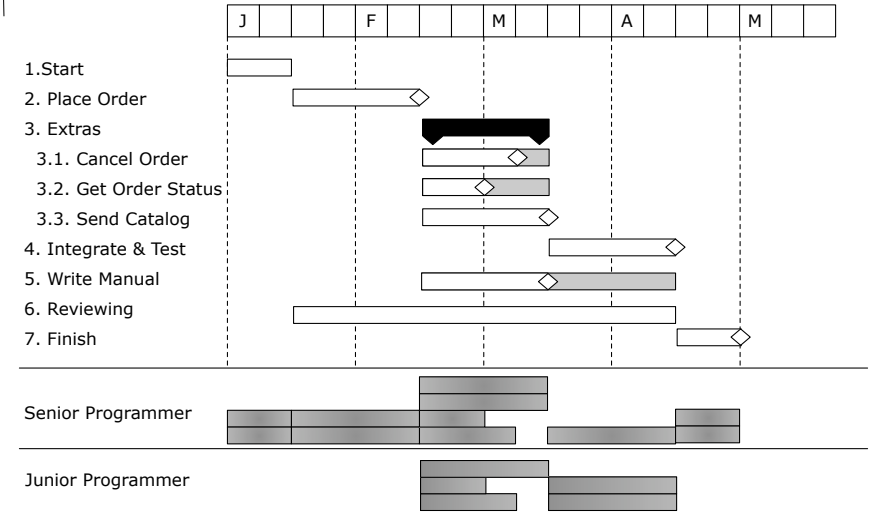 J F M A M
1.Start
2. Place Order
3. Extras
3.1. Cancel Order
3.2. Get Order Status
3.3. Send Catalog
4. Integrate & Test
5. Write Manual
6. Reviewing
7. Finish
Senior Programmer
Junior Programmer